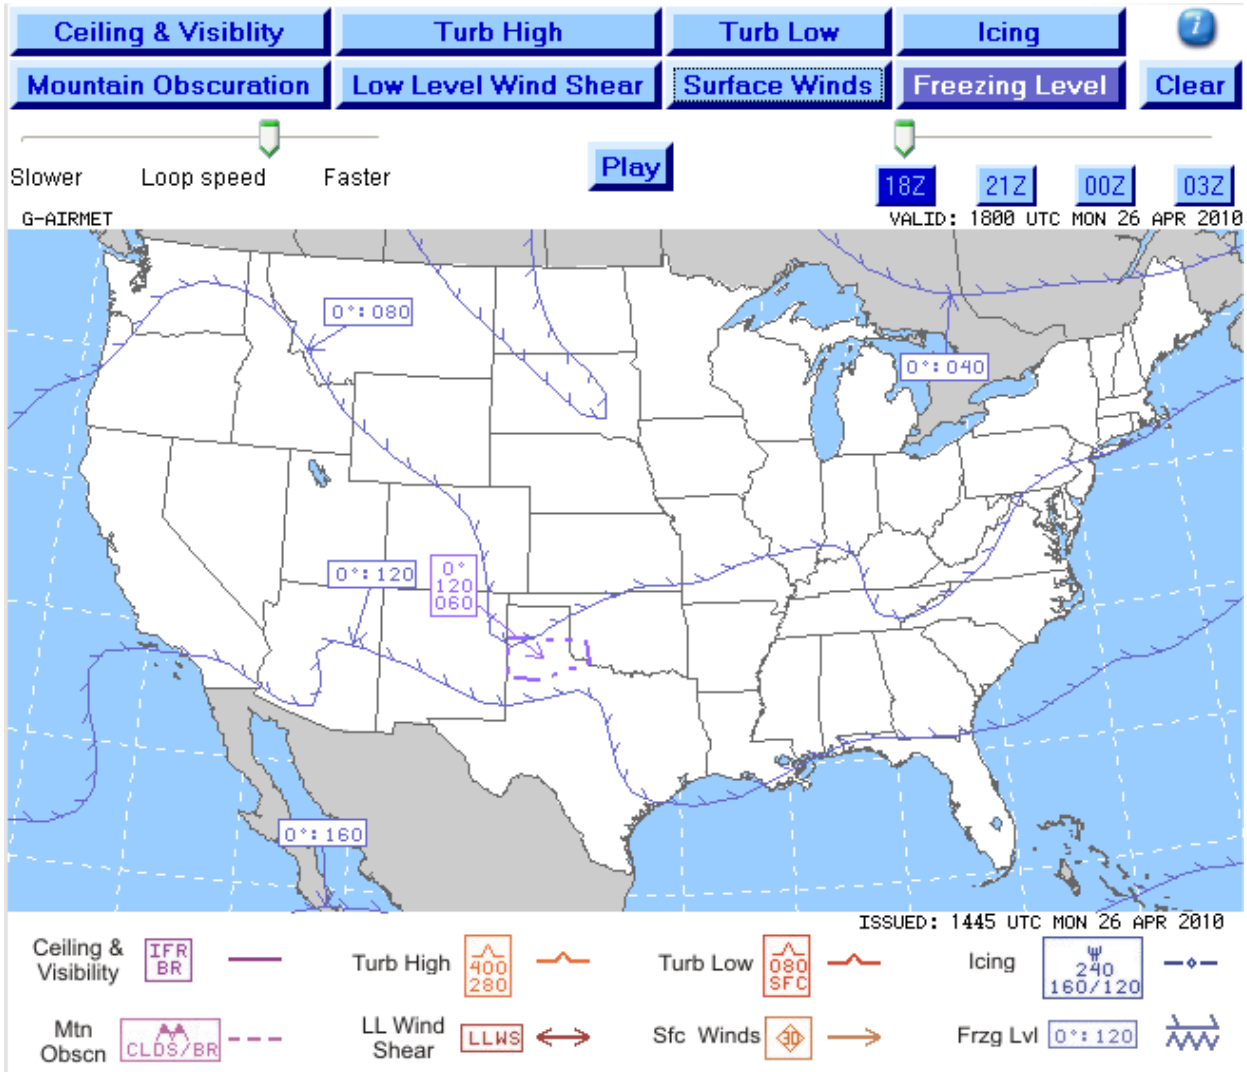 Ceiling & Visiblity Turb High Turb Low Icing i
Mountain Obscuration Low Level Wind Shear Surface Winds Freezing Level Clear
Play
Slower Loop speed Faster
18Z 21Z 00Z 03Z
G-AIRMET VALID: 1800 UTC MON 26 APR 2010
0°:080
0°:040
0°:120
0°
120
060
0°:160
ISSUED: 1445 UTC MON 26 APR 2010
Ceiling &
Visibility
IFR
BR
Turb High
400
280
Turb Low
080
SFC
Icing
240
160/120
Mtn
Obscn
CLDS/BR
LL Wind
Shear
LLWS
Sfc Winds
30
Frzg Lvl
0°:120